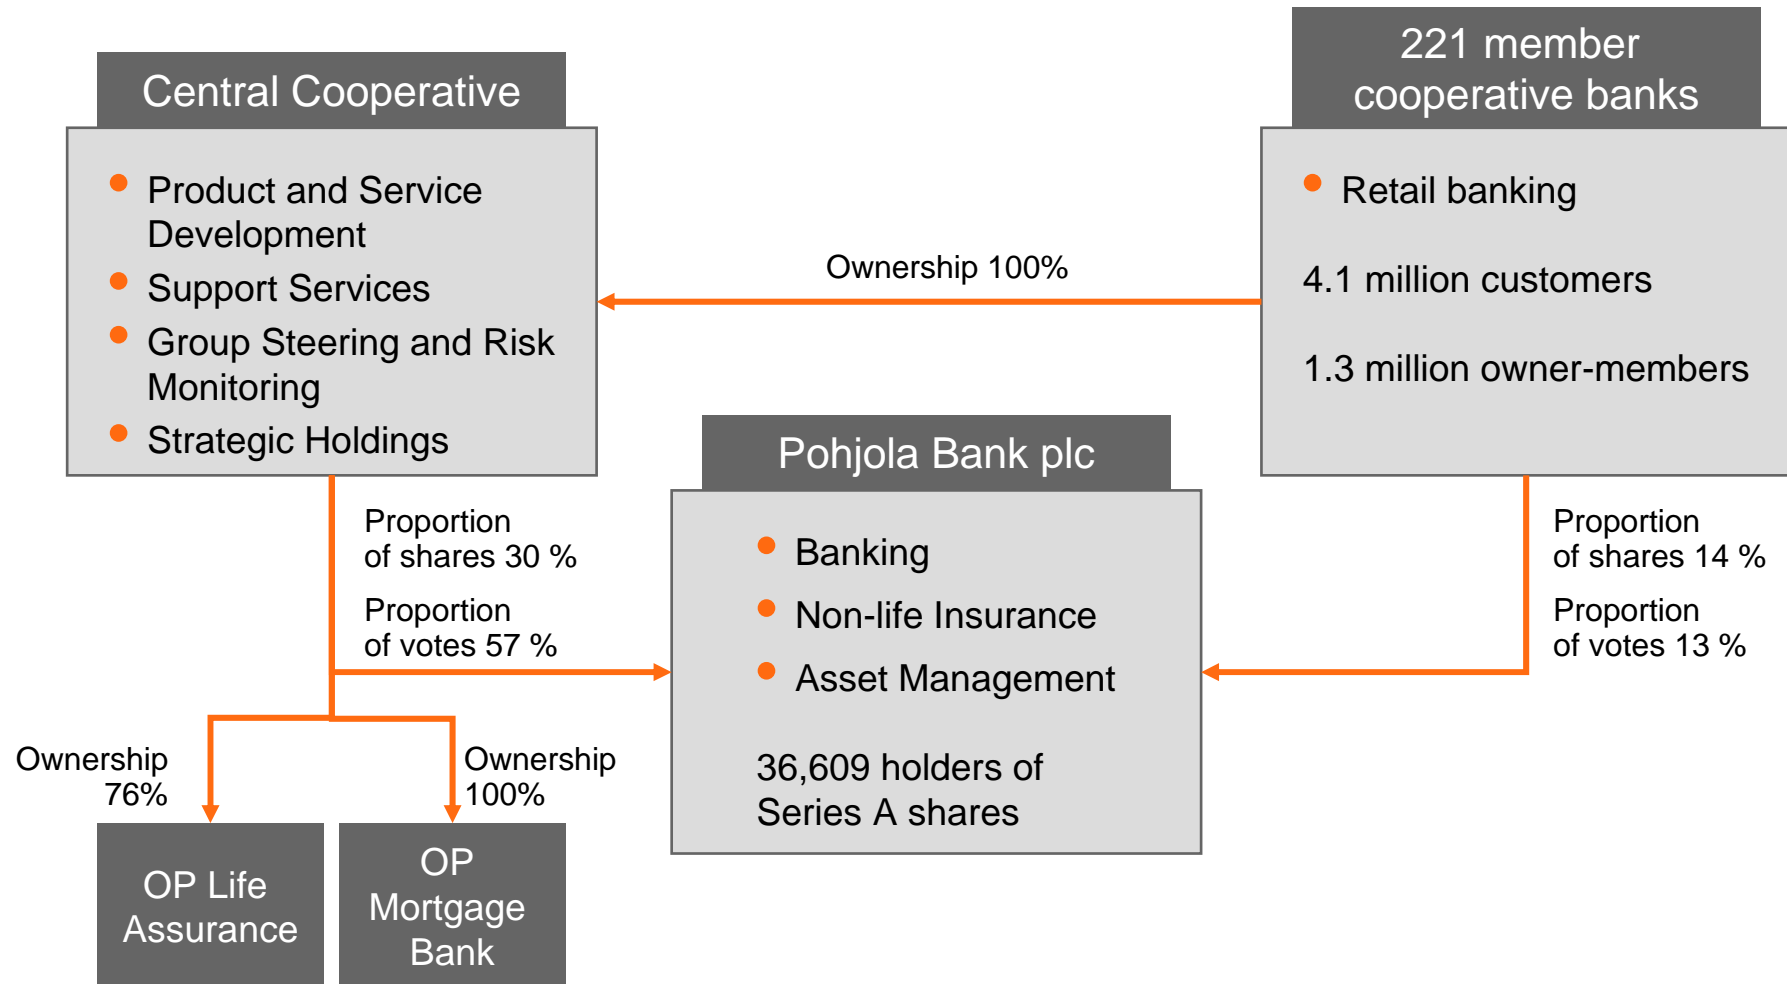 Central Cooperative
• Product and Service
Development
• Support Services
• Group Steering and Risk
Monitoring
• Strategic Holdings
221 member
cooperative banks
• Retail banking
4.1 million customers
1.3 million owner-members
Ownership 100%
Pohjola Bank plc
• Banking
• Non-life Insurance
• Asset Management
36,609 holders of
Series A shares
Proportion
of shares 30 %
Proportion
of votes 57 %
Proportion
of shares 14 %
Proportion
of votes 13 %
Ownership
76%
Ownership
100%
OP Life
Assurance
OP
Mortgage
Bank